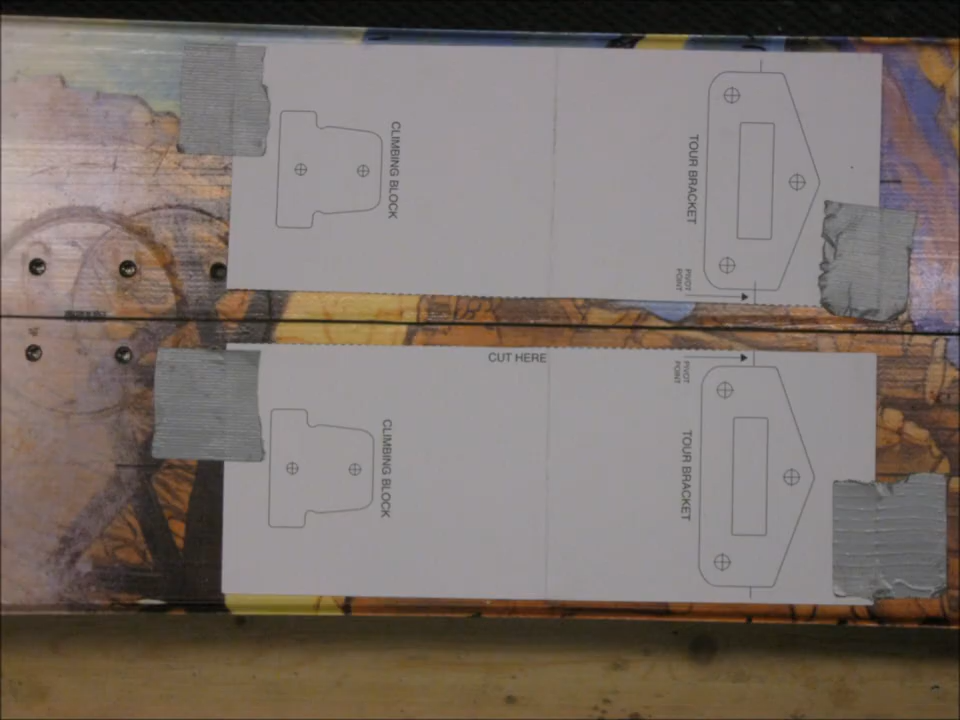 CLIMBING BLOCK
TOUR BRACKET
PIVOT
POINT
CUT HERE
PIVOT
POINT
CLIMBING BLOCK
TOUR BRACKET